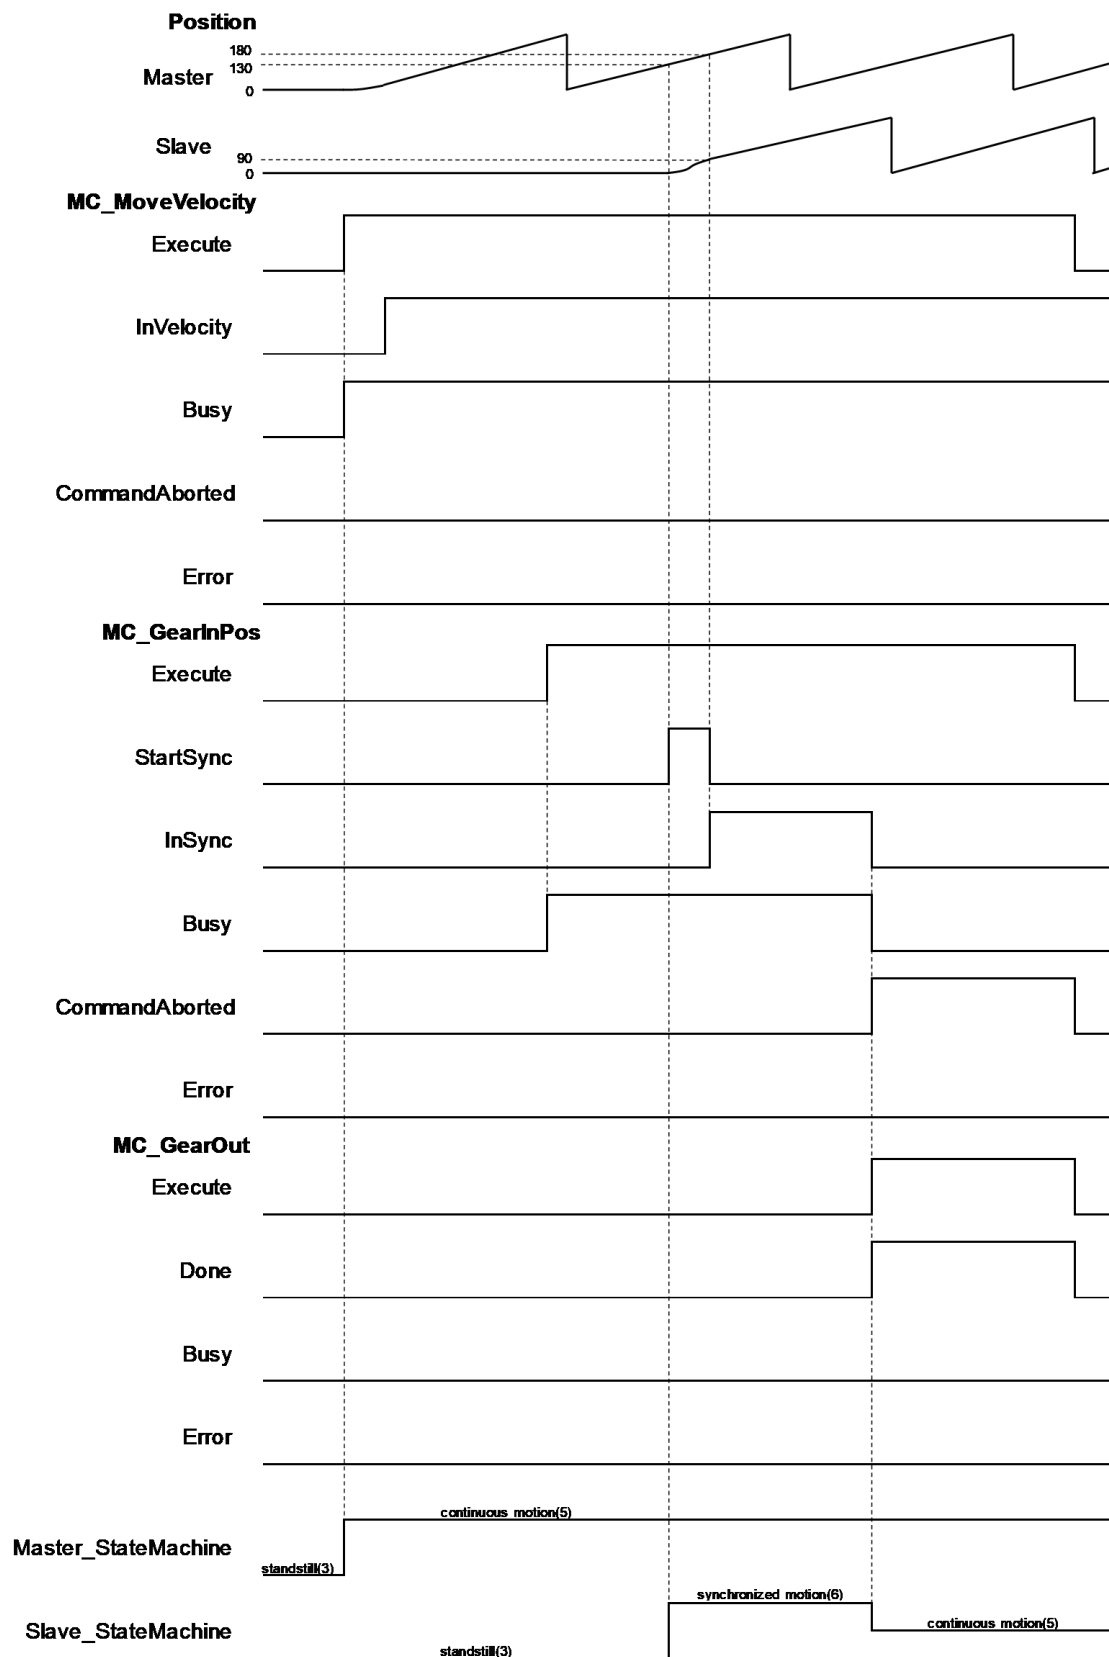 Position
180
130
Master
0
Slave
90
0
MC_MoveVelocity
Execute
InVelocity
Busy
CommandAborted
Error
MC_GearInPos
Execute
StartSync
InSync
Busy
CommandAborted
Error
MC_GearOut
Execute
Done
Busy
Error
continuous motion(5)
Master_StateMachine
standstill(3)
synchronized motion(6)
continuous motion(5)
Slave_StateMachine
standstill(3)